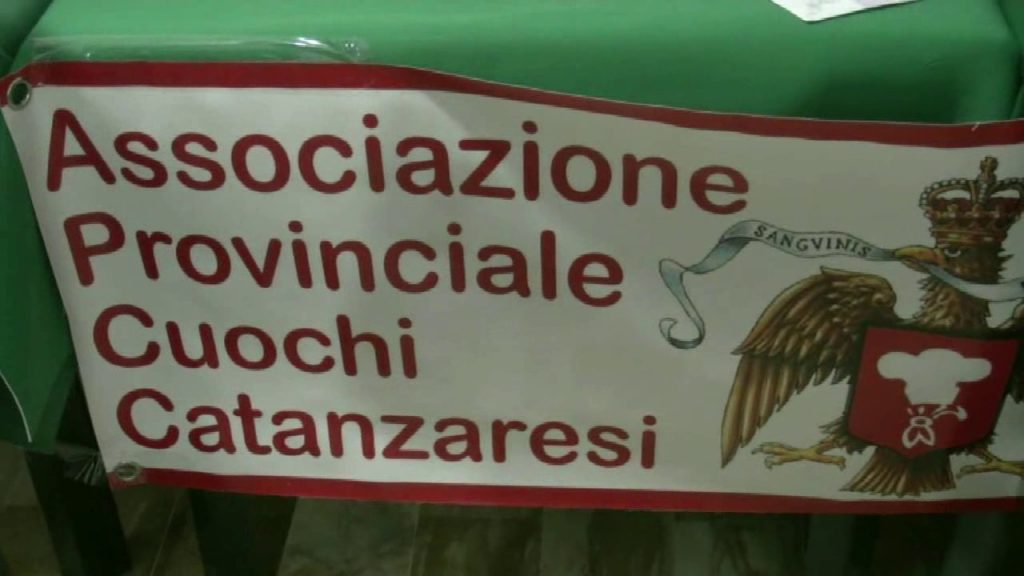 Associazione
Provinciale
Cuochi
Catanzaresi
SANGVINIS